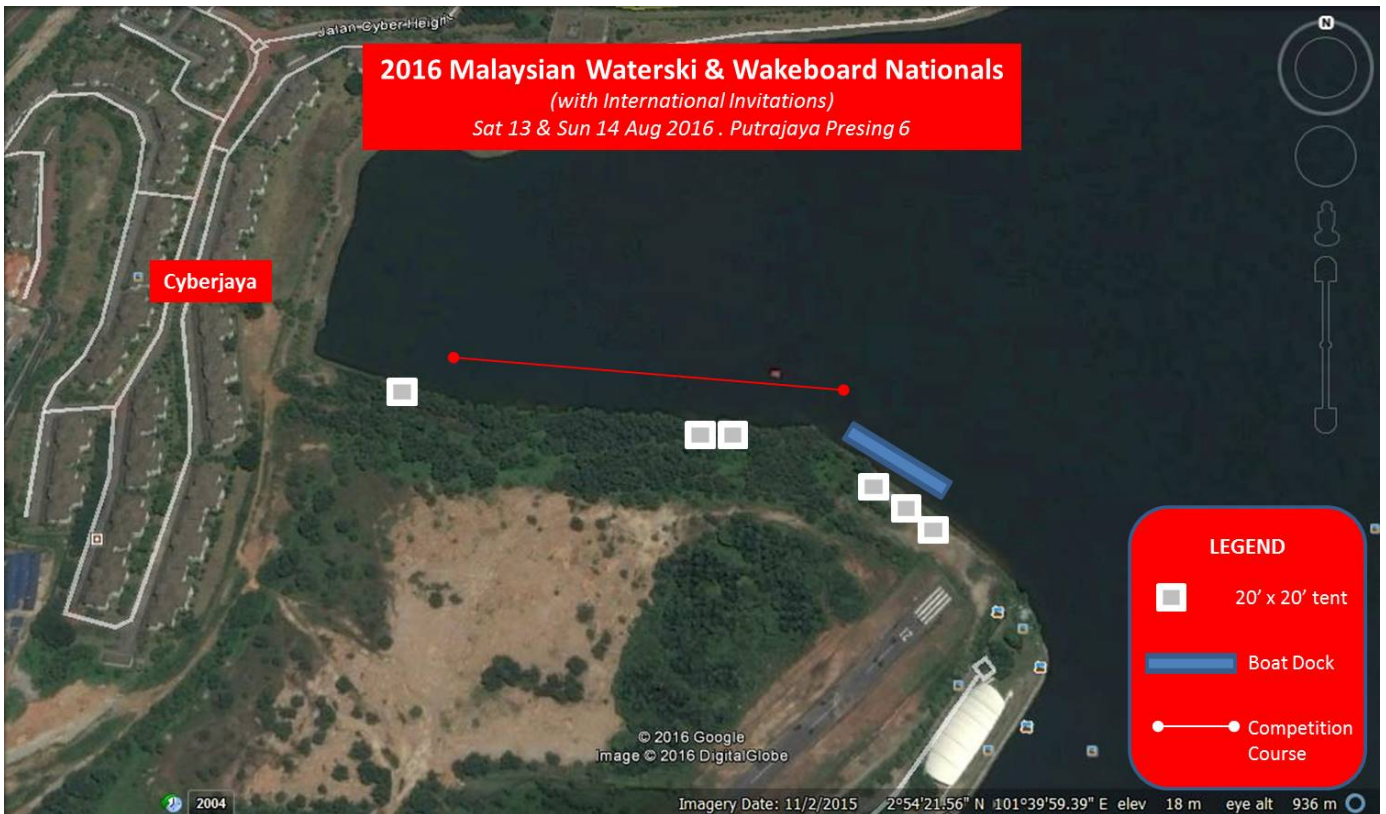 Jalan Cyber Heigh
2016 Malaysian Waterski & Wakeboard Nationals
(with International Invitations)
Sat 13 & Sun 14 Aug 2016 . Putrajaya Presing 6
N
Cyberjaya
LEGEND
20' x 20' tent
Boat Dock
Competition
Course
22
© 2016 Google
Image © 2016 DigitalGlobe
2004
Imagery Date: 11/2/2015 2°54'21.56" N 101°39'59.39" E elev 18 m eye alt 936 m